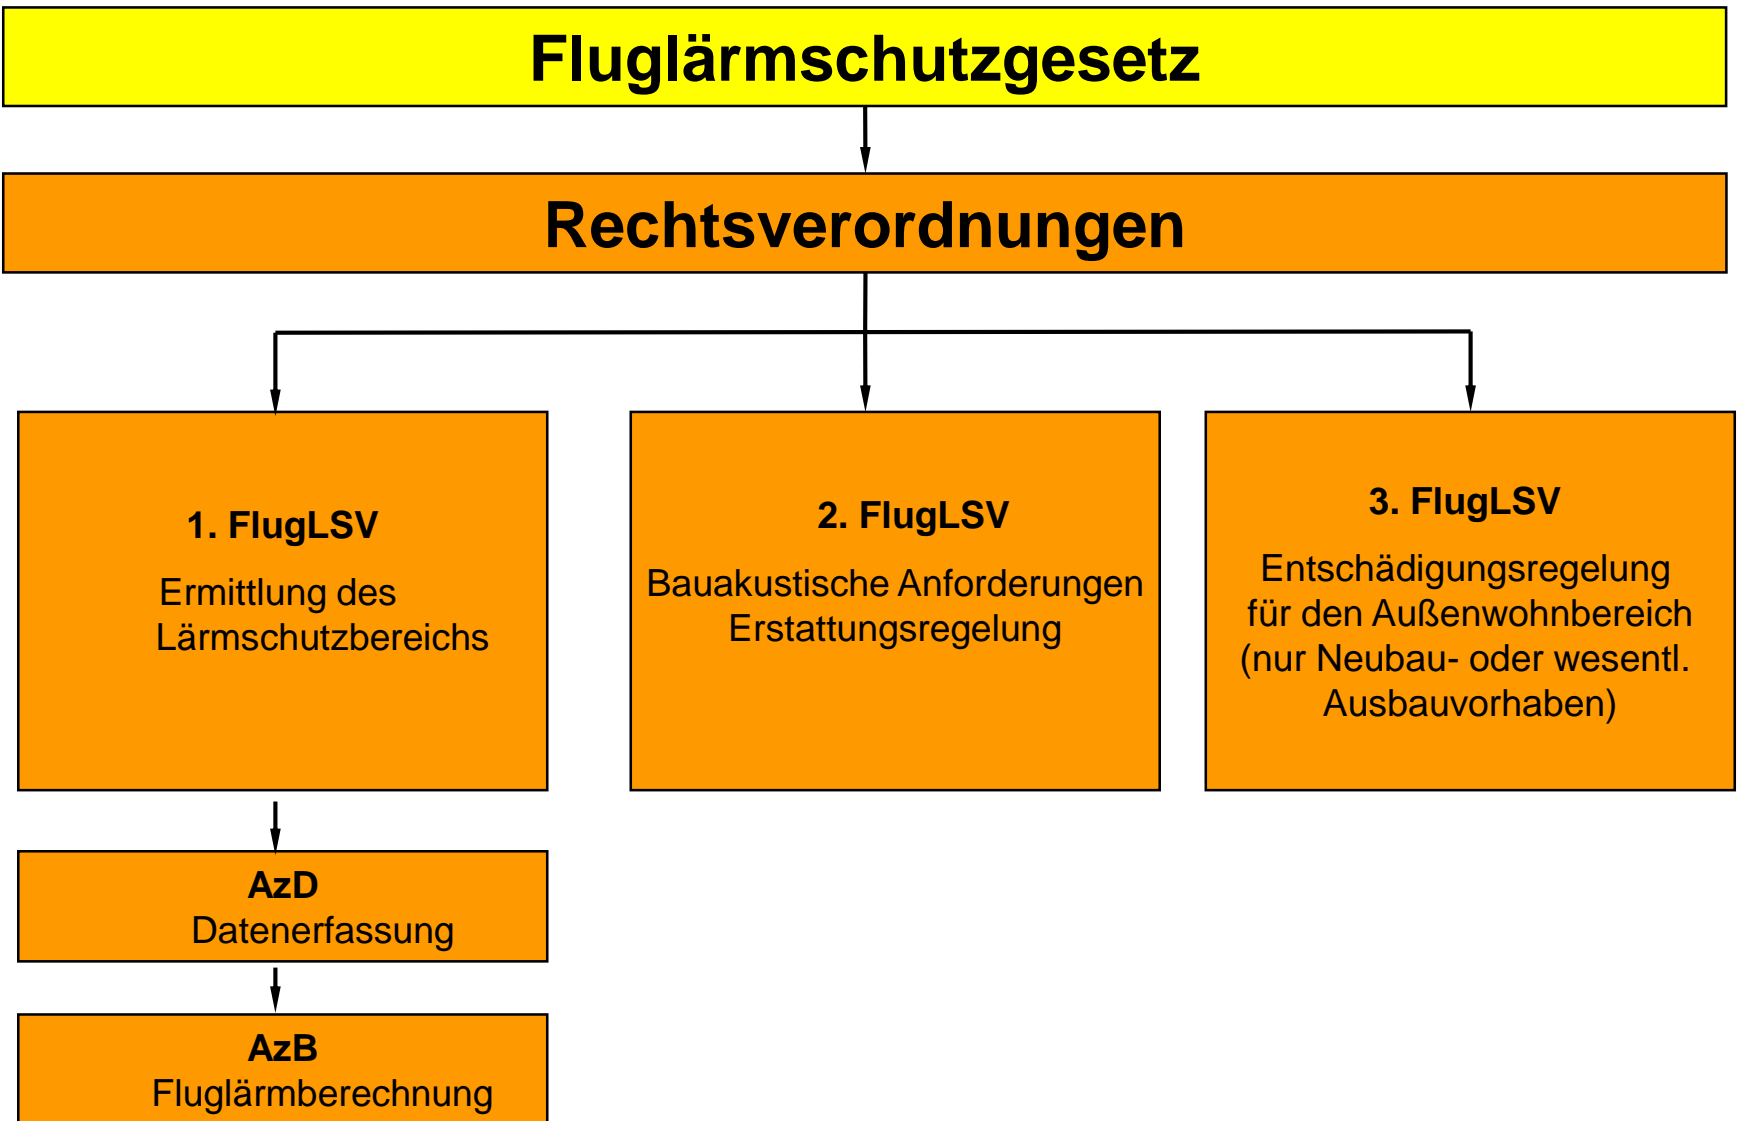 Fluglärmschutzgesetz
Rechtsverordnungen
1. FlugLSV
Ermittlung des
Lärmschutzbereichs
2. FlugLSV
Bauakustische Anforderungen
Erstattungsregelung
3. FlugLSV
Entschädigungsregelung
für den Außenwohnbereich
(nur Neubau- oder wesentl.
Ausbauvorhaben)
AzD
Datenerfassung
AzB
Fluglärmberechnung